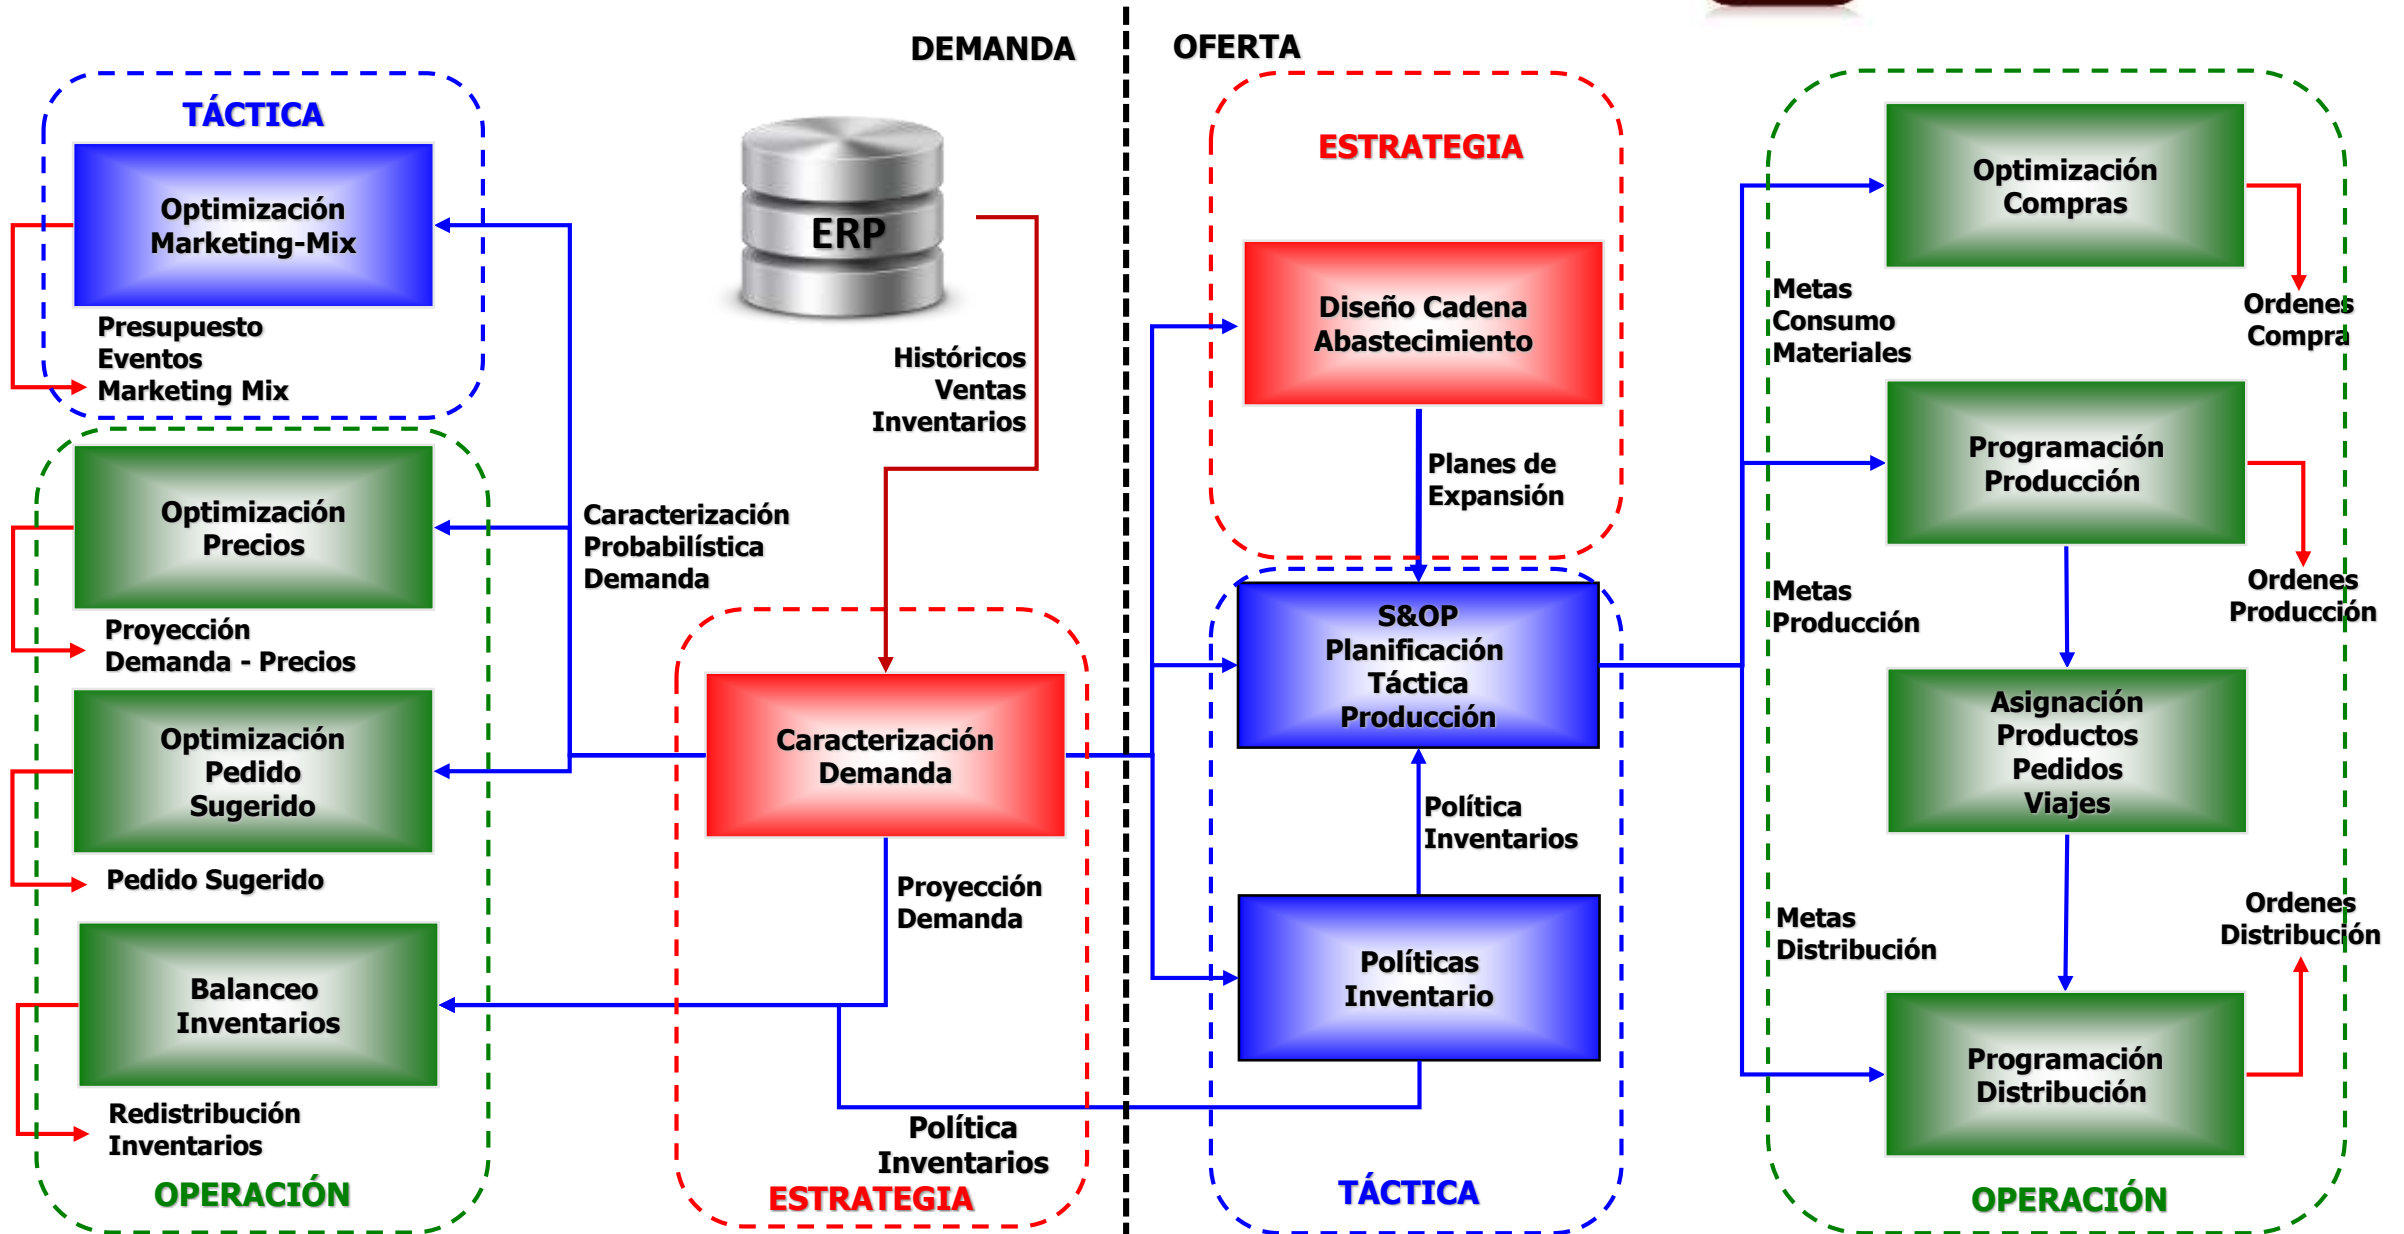 DEMANDA
OFERTA
TÁCTICA
Optimización
Marketing-Mix
Presupuesto
Eventos
Marketing Mix
Optimización
Precios
Proyección
Demanda - Precios
Optimización
Pedido
Sugerido
Pedido Sugerido
Balanceo
Inventarios
Redistribución
Inventarios
OPERACIÓN
ERP
Históricos
Ventas
Inventarios
Caracterización
Probabilística
Demanda
Caracterización
Demanda
Proyección
Demanda
Política
Inventarios
ESTRATEGIA
ESTRATEGIA
Diseño Cadena
Abastecimiento
Planes de
Expansión
S&OP
Planificación
Táctica
Producción
Política
Inventarios
Políticas
Inventario
TÁCTICA
Optimización
Compras
Ordenes
Compra
Metas
Consumo
Materiales
Programación
Producción
Ordenes
Producción
Metas
Producción
Asignación
Productos
Pedidos
Viajes
Metas
Distribución
Ordenes
Distribución
Programación
Distribución
OPERACIÓN